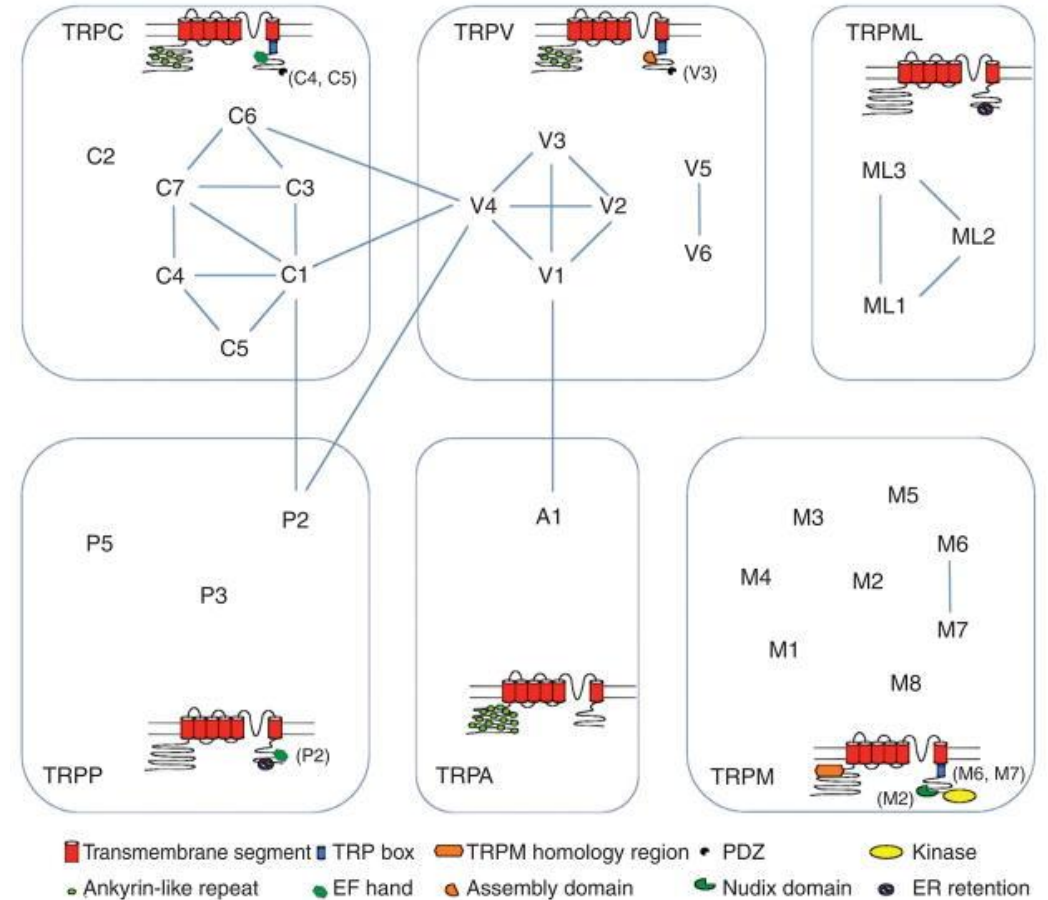 TRPC
(C4, C5)
C6
C2
C7
C3
C4
C1
C5
TRPV
(V3)
V3
V4
V2
V1
V5
V6
TRPML
ML3
ML2
ML1
P2
P5
P3
(P2)
TRPP
A1
TRPA
M5
M3
M6
M4
M2
M7
M1
M8
TRPM
(M6, M7)
(M2)
Transmembrane segment TRP box TRPM homology region PDZ Kinase
Ankyrin-like repeat EF hand Assembly domain Nudix domain ER retention